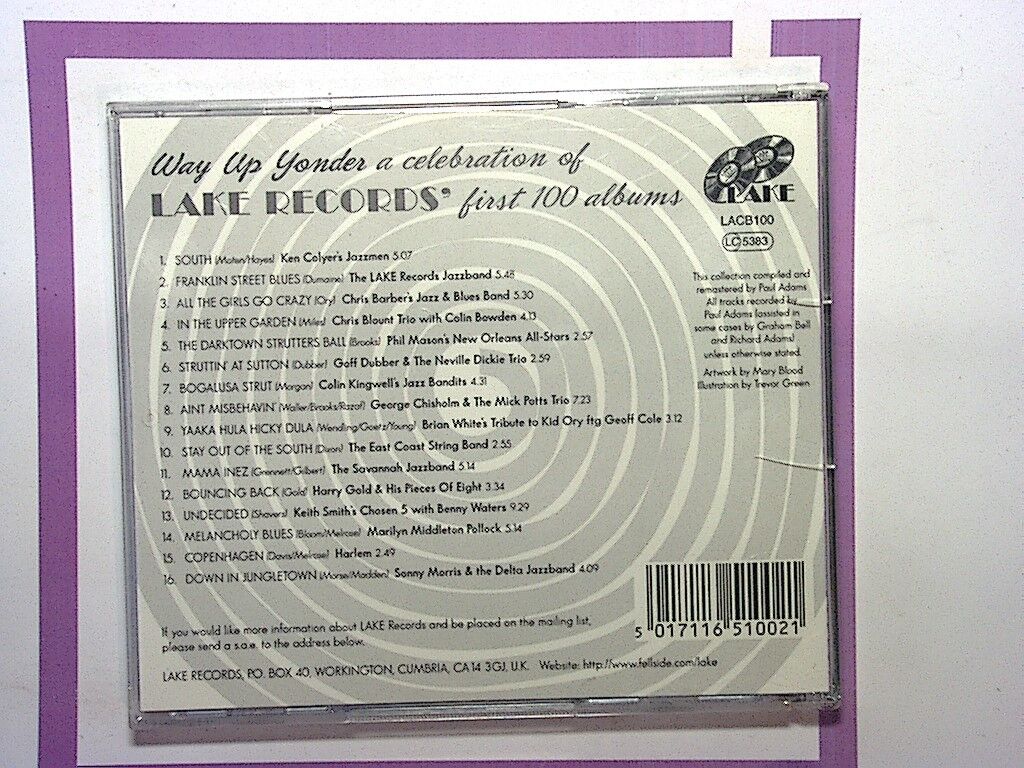 Way Up Yonder a celebration of
LAKE RECORDS' first 100 albums
LAKE
LACB100
LC 5383
1. SOUTH (Moten/Hayes) Ken Colyer's Jazzmen 5.07
2. FRANKLIN STREET BLUES (Dumaine) The LAKE Records Jazzband 5.48
3. ALL THE GIRLS GO CRAZY (Ory) Chris Barber's Jazz & Blues Band 5.30
4. IN THE UPPER GARDEN (Miles) Chris Blount Trio with Colin Bowden 4.13
5. THE DARKTOWN STRUTTERS BALL (Brooks) Phil Mason's New Orleans All-Stars 2.57
6. STRUTTIN' AT SUTTON (Dubber) Goff Dubber & The Neville Dickie Trio 2.59
7. BOGALUSA STRUT (Morgan) Colin Kingwell's Jazz Bandits 4.31
8. AINT MISBEHAVIN' (Waller/Brooks/Razaf) George Chisholm & The Mick Potts Trio 7.23
9. YAAKA HULA HICKY DULA (Wendling/Goetz/Young) Brian White's Tribute to Kid Ory ftg Geoff Cole 3.12
10. STAY OUT OF THE SOUTH (Dixon) The East Coast String Band 2.55
11. MAMA INEZ (Grennett/Gilbert) The Savannah Jazzband 5.14
12. BOUNCING BACK (Gold) Harry Gold & His Pieces Of Eight 3.34
13. UNDECIDED (Shavers) Keith Smith's Chosen 5 with Benny Waters 9.29
14. MELANCHOLY BLUES (Bloom/Melrose) Marilyn Middleton Pollock 5.14
15. COPENHAGEN (Davis/Melrose) Harlem 2.49
16. DOWN IN JUNGLETOWN (Morse/Madden) Sonny Morris & the Delta Jazzband 4.09
This collection compiled and
remastered by Paul Adams
All tracks recorded by
Paul Adams (assisted in
some cases by Graham Bell
and Richard Adams)
unless otherwise stated.
Artwork by Mary Blood
Illustration by Trevor Green
If you would like more information about LAKE Records and be placed on the mailing list,
please send a s.a.e. to the address below.
LAKE RECORDS, P.O. BOX 40, WORKINGTON, CUMBRIA, CA14 3GJ, U.K. Website: http://www.fellside.com/lake
5 017116 510021